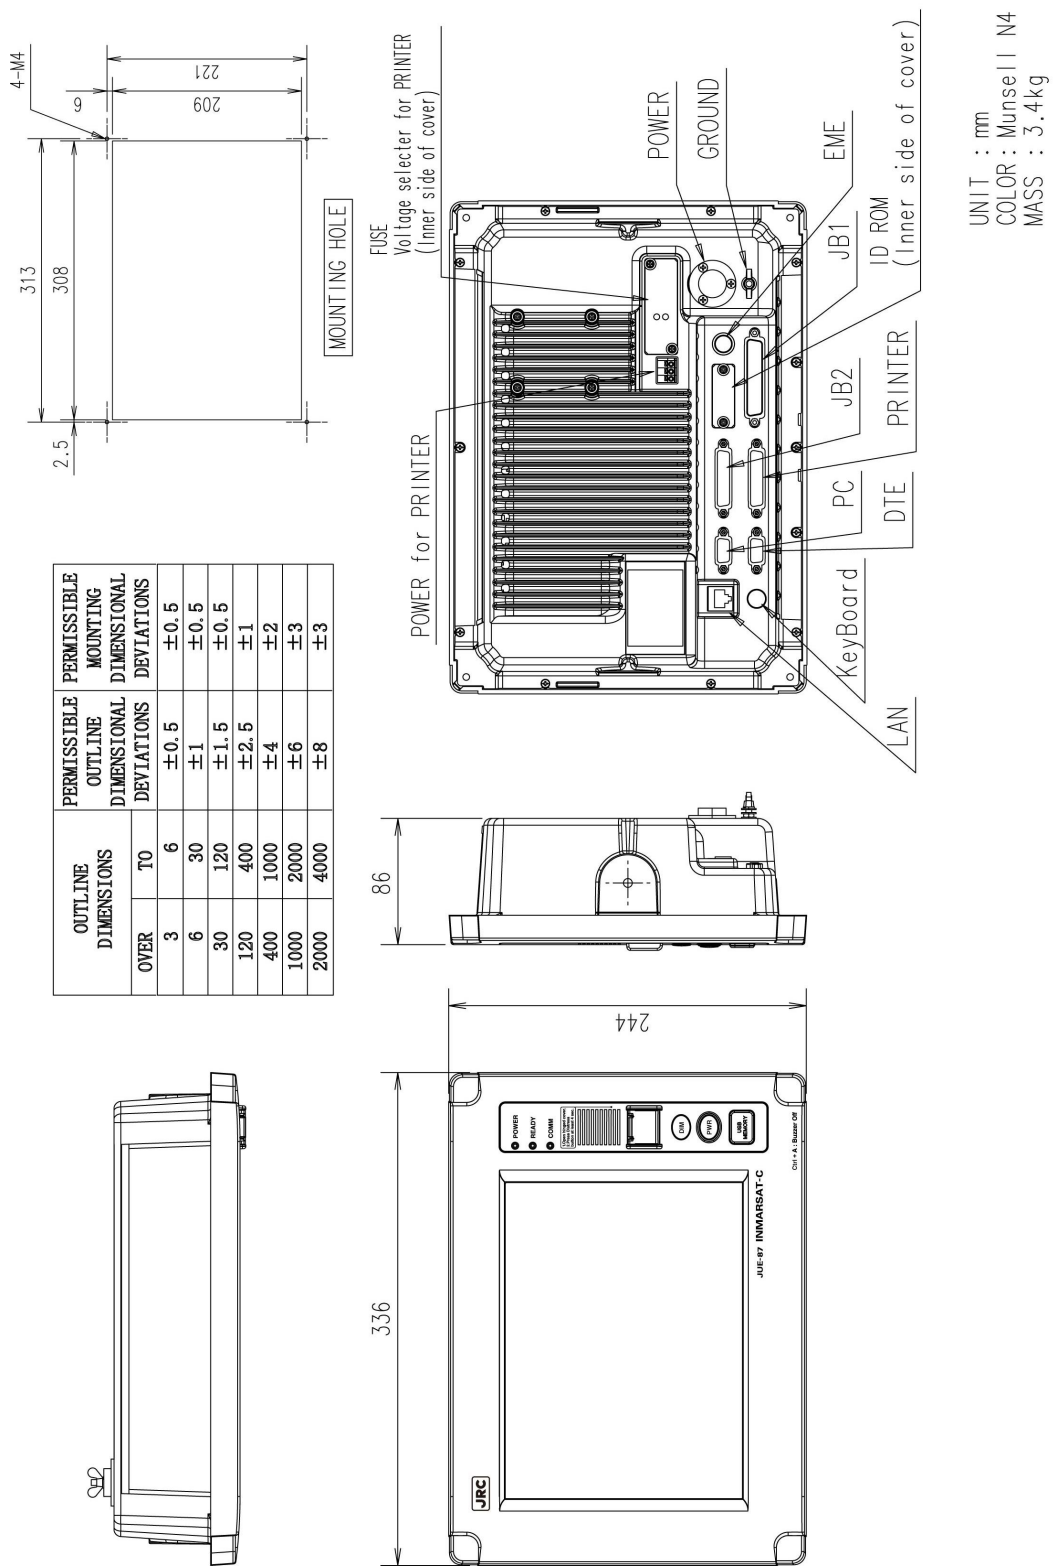 OUTLINE DIMENSIONS | PERMISSIBLE OUTLINE DIMENSIONAL DEVIATIONS | PERMISSIBLE MOUNTING DIMENSIONAL DEVIATIONS
OVER TO
3 6 ±0.5 ±0.5
6 30 ±1 ±0.5
30 120 ±1.5 ±0.5
120 400 ±2.5 ±1
400 1000 ±4 ±2
1000 2000 ±6 ±3
2000 4000 ±8 ±3
4-M4
313
308
2.5
6
209
221
MOUNTING HOLE
336
244
JRC
POWER
READY
COMM
DIM
PWR
USB
MEMORY
JUE-87 INMARSAT-C
Ctrl + A : Buzzer Off
86
POWER for PRINTER
FUSE
Voltage selecter for PRINTER
(Inner side of cover)
POWER
GROUND
EME
JB1
ID ROM
(Inner side of cover)
JB2
PRINTER
PC
DTE
KeyBoard
LAN
UNIT : mm
COLOR : Munsell N4
MASS : 3.4kg